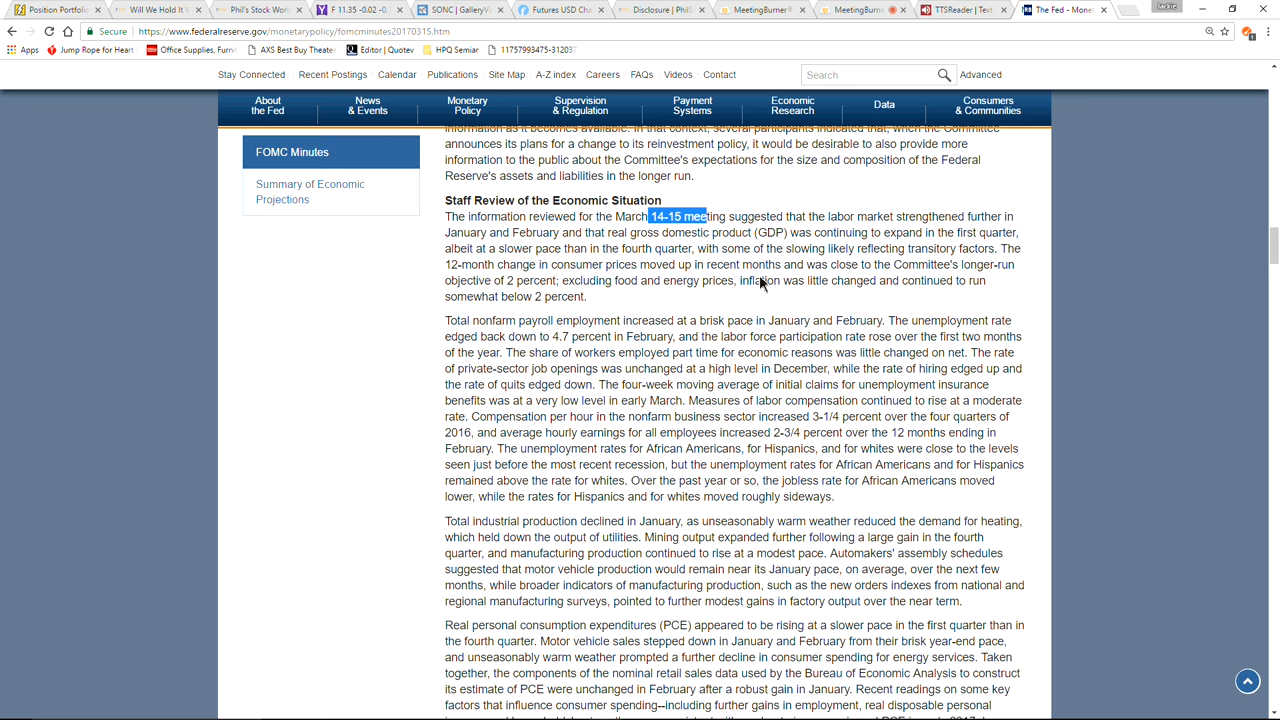 Position Portfolio
Will We Hold It W
Phil's Stock Worl
F 11.35 -0.02 -0.
SONC | GalleryVi
Futures USD Cha
Disclosure | PhilS
MeetingBurner®
MeetingBurne
TTSReader | Text
The Fed - Monet
Jackie
Secure | https://www.federalreserve.gov/monetarypolicy/fomcminutes20170315.htm
Apps
Jump Rope for Heart
Office Supplies, Furni
AXS Best Buy Theater
Editor | Quotev
HPQ Semiar
11757993475-312037
Stay Connected Recent Postings Calendar Publications Site Map A-Z index Careers FAQs Videos Contact
Search
Advanced
About
the Fed
News
& Events
Monetary
Policy
Supervision
& Regulation
Payment
Systems
Economic
Research
Data
Consumers
& Communities
FOMC Minutes
Summary of Economic
Projections
information as it becomes available. In that context, several participants indicated that, when the Committee
announces its plans for a change to its reinvestment policy, it would be desirable to also provide more
information to the public about the Committee's expectations for the size and composition of the Federal
Reserve's assets and liabilities in the longer run.
Staff Review of the Economic Situation
The information reviewed for the March 14-15 meeting suggested that the labor market strengthened further in
January and February and that real gross domestic product (GDP) was continuing to expand in the first quarter,
albeit at a slower pace than in the fourth quarter, with some of the slowing likely reflecting transitory factors. The
12-month change in consumer prices moved up in recent months and was close to the Committee's longer-run
objective of 2 percent; excluding food and energy prices, inflation was little changed and continued to run
somewhat below 2 percent.
Total nonfarm payroll employment increased at a brisk pace in January and February. The unemployment rate
edged back down to 4.7 percent in February, and the labor force participation rate rose over the first two months
of the year. The share of workers employed part time for economic reasons was little changed on net. The rate
of private-sector job openings was unchanged at a high level in December, while the rate of hiring edged up and
the rate of quits edged down. The four-week moving average of initial claims for unemployment insurance
benefits was at a very low level in early March. Measures of labor compensation continued to rise at a moderate
rate. Compensation per hour in the nonfarm business sector increased 3-1/4 percent over the four quarters of
2016, and average hourly earnings for all employees increased 2-3/4 percent over the 12 months ending in
February. The unemployment rates for African Americans, for Hispanics, and for whites were close to the levels
seen just before the most recent recession, but the unemployment rates for African Americans and for Hispanics
remained above the rate for whites. Over the past year or so, the jobless rate for African Americans moved
lower, while the rates for Hispanics and for whites moved roughly sideways.
Total industrial production declined in January, as unseasonably warm weather reduced the demand for heating,
which held down the output of utilities. Mining output expanded further following a large gain in the fourth
quarter, and manufacturing production continued to rise at a modest pace. Automakers' assembly schedules
suggested that motor vehicle production would remain near its January pace, on average, over the next few
months, while broader indicators of manufacturing production, such as the new orders indexes from national and
regional manufacturing surveys, pointed to further modest gains in factory output over the near term.
Real personal consumption expenditures (PCE) appeared to be rising at a slower pace in the first quarter than in
the fourth quarter. Motor vehicle sales stepped down in January and February from their brisk year-end pace,
and unseasonably warm weather prompted a further decline in consumer spending for energy services. Taken
together, the components of the nominal retail sales data used by the Bureau of Economic Analysis to construct
its estimate of PCE were unchanged in February after a robust gain in January. Recent readings on some key
factors that influence consumer spending--including further gains in employment, real disposable personal